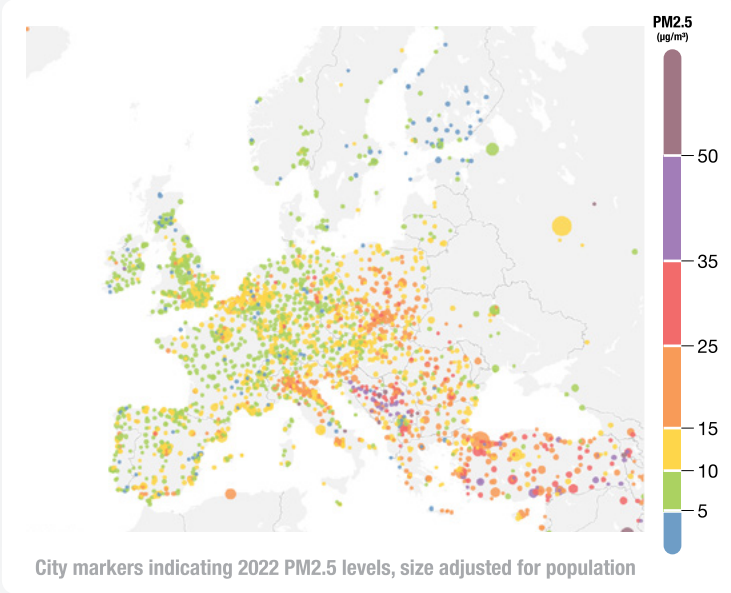 PM2.5
(µg/m³)
50
35
25
15
10
5
City markers indicating 2022 PM2.5 levels, size adjusted for population